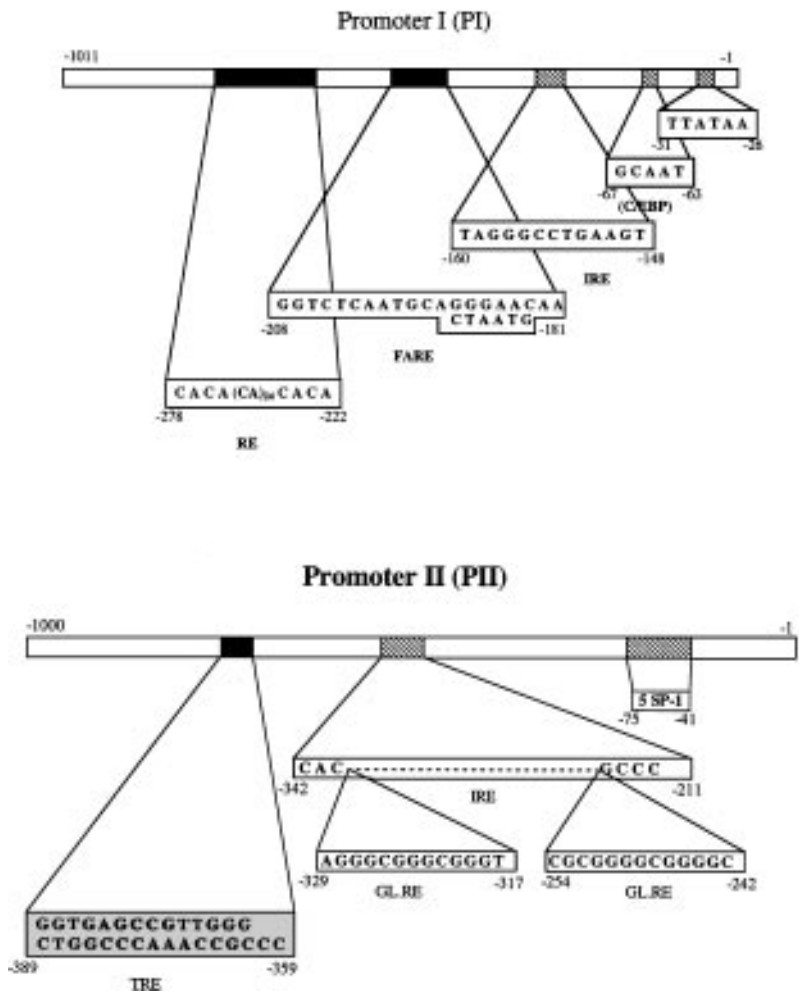 Promoter I (PI)
-1011 -1
TTATAA
-31 -26
GCAAT
-67 -63
(C/EBP)
TAGGGCCTGAAGT
-160 -148
IRE
GGTCTCAATGCAGGGAACAA
CTAATG
-208 -181
FARE
CACA(CA) CACA
-278 -222
RE
Promoter II (PII)
-1000 -1
5 SP-1
-75 -41
CAC GCCC
-342 -211
IRE
AGGGCGGGCGGGT
-329 -317
GL.RE
CGCGGGGCGGGGC
-254 -242
GL.RE
GGTGAGCCGTTGGG
CTGGCCCAAACCGCCC
-389 -359
TRE